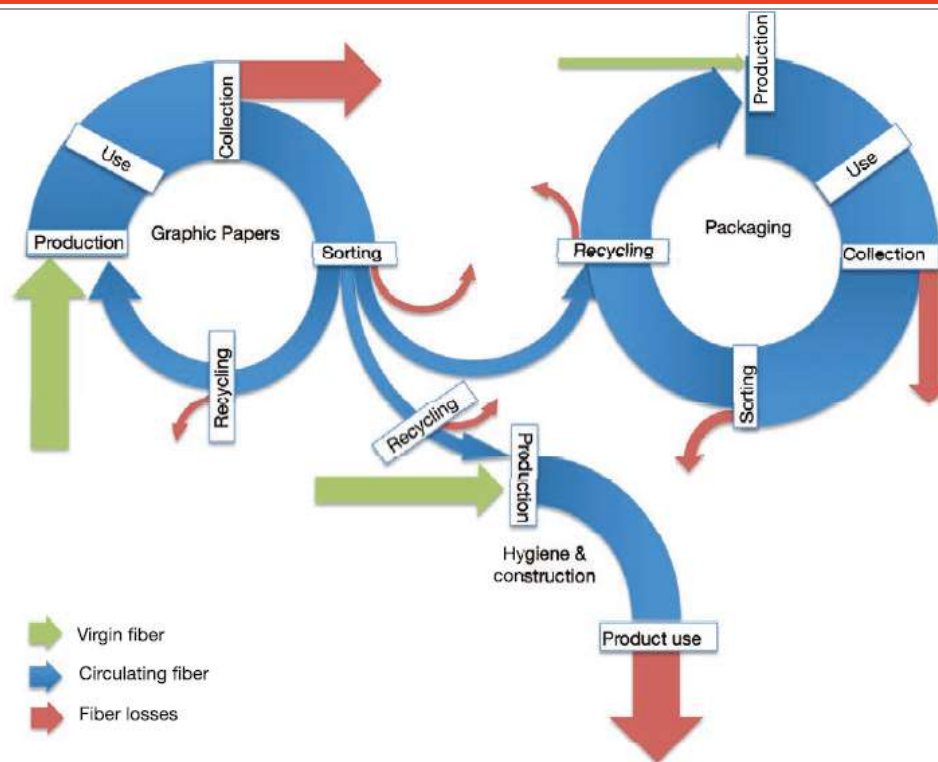 Production
Use
Collection
Graphic Papers
Sorting
Recycling
Production
Use
Packaging
Collection
Sorting
Recycling
Recycling
Production
Hygiene &
construction
Product use
Virgin fiber
Circulating fiber
Fiber losses